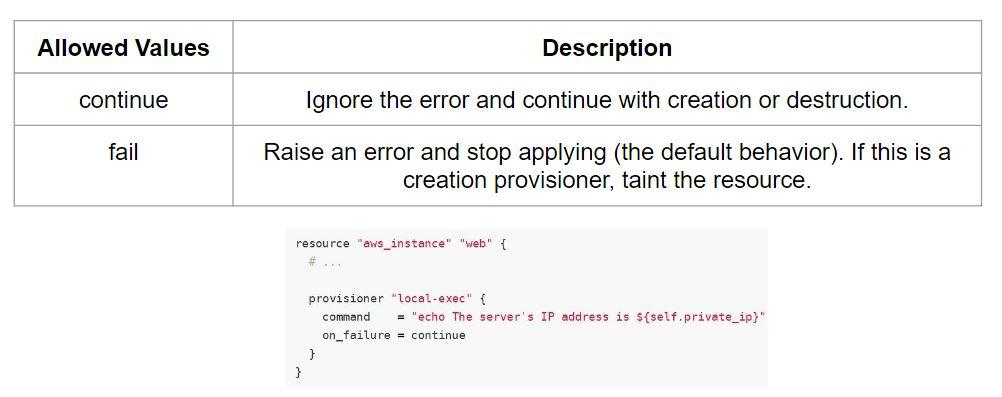 Allowed Values Description
continue Ignore the error and continue with creation or destruction.
fail Raise an error and stop applying (the default behavior). If this is a
creation provisioner, taint the resource.
resource "aws_instance" "web" {
  # ...
  provisioner "local-exec" {
    command    = "echo The server's IP address is ${self.private_ip}"
    on_failure = continue
  }
}